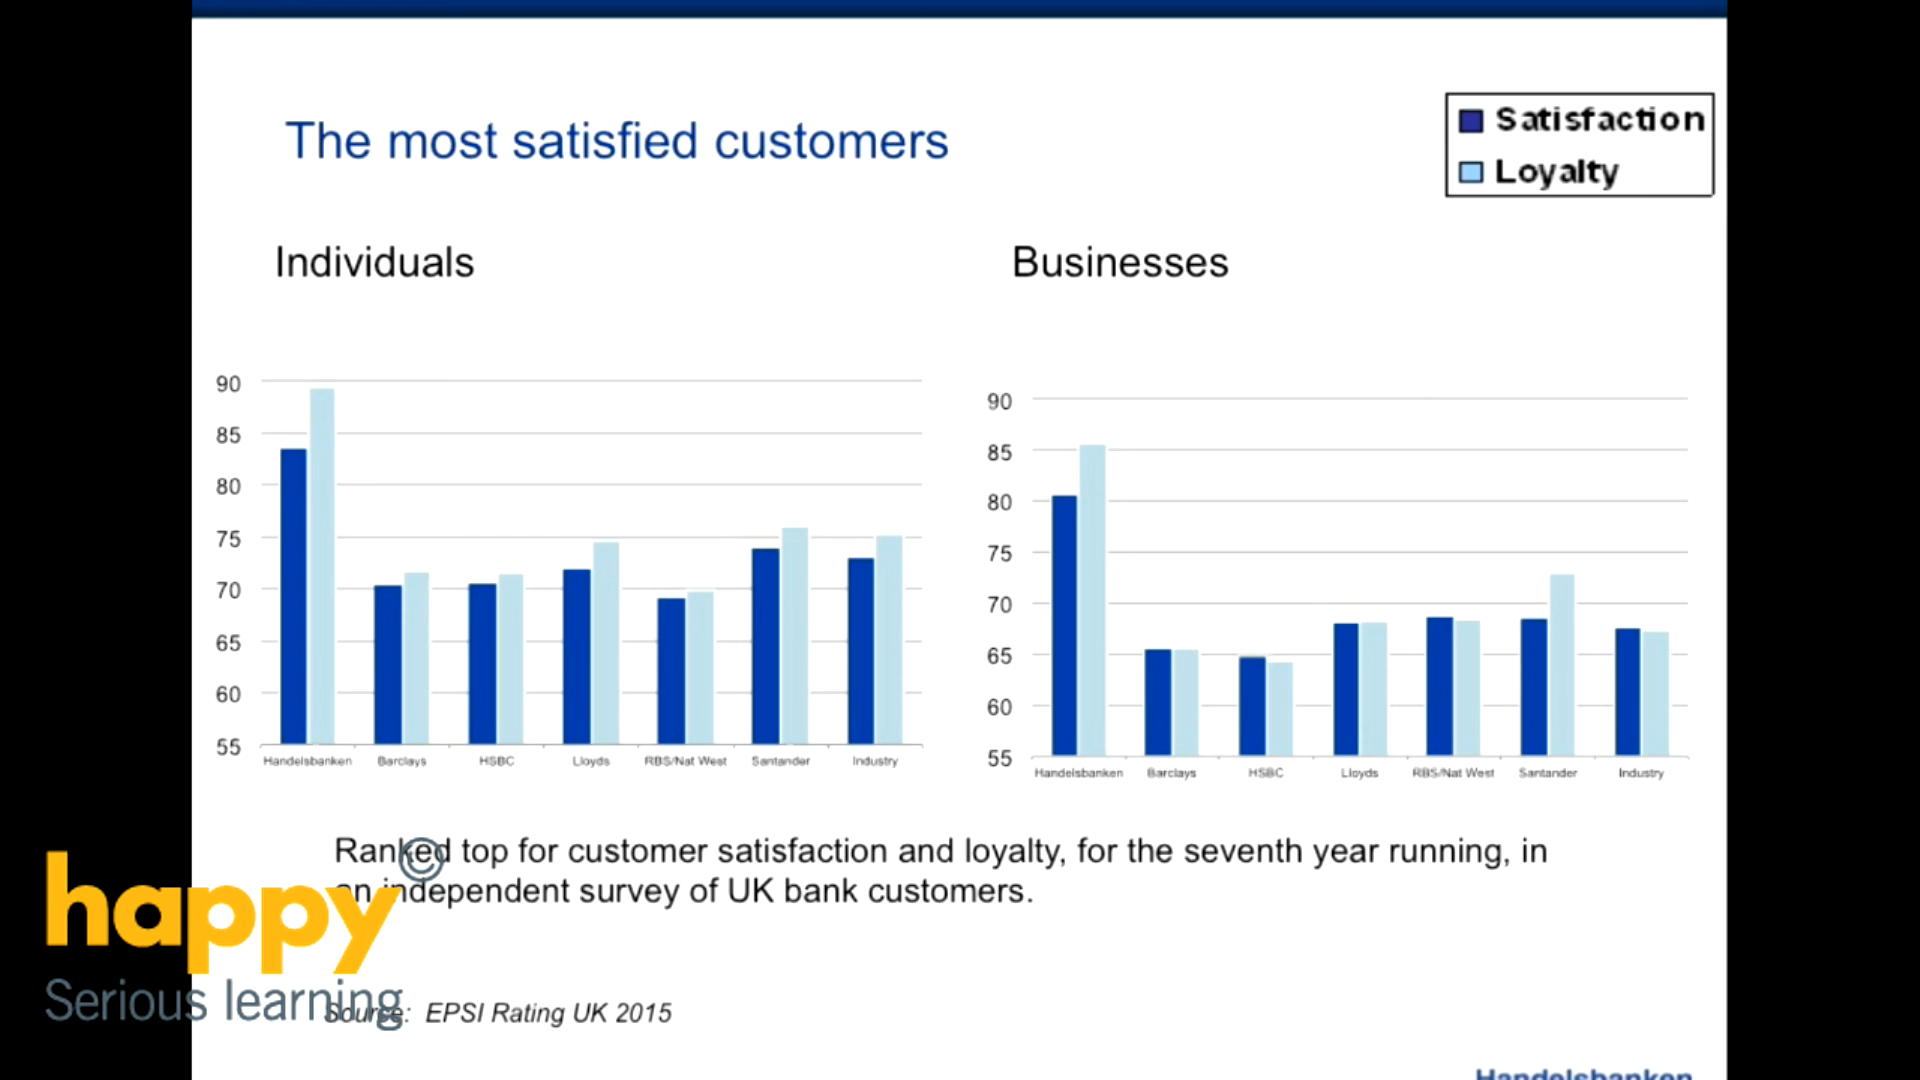 The most satisfied customers
Satisfaction
Loyalty
Individuals
Businesses
90
85
80
75
70
65
60
55
Handelsbanken Barclays HSBC Lloyds RBS/Nat West Santander Industry
90
85
80
75
70
65
60
55
Handelsbanken Barclays HSBC Lloyds RBS/Nat West Santander Industry
Ranked top for customer satisfaction and loyalty, for the seventh year running, in
an independent survey of UK bank customers.
happy
Serious learning
Source: EPSI Rating UK 2015
Handelsbanken